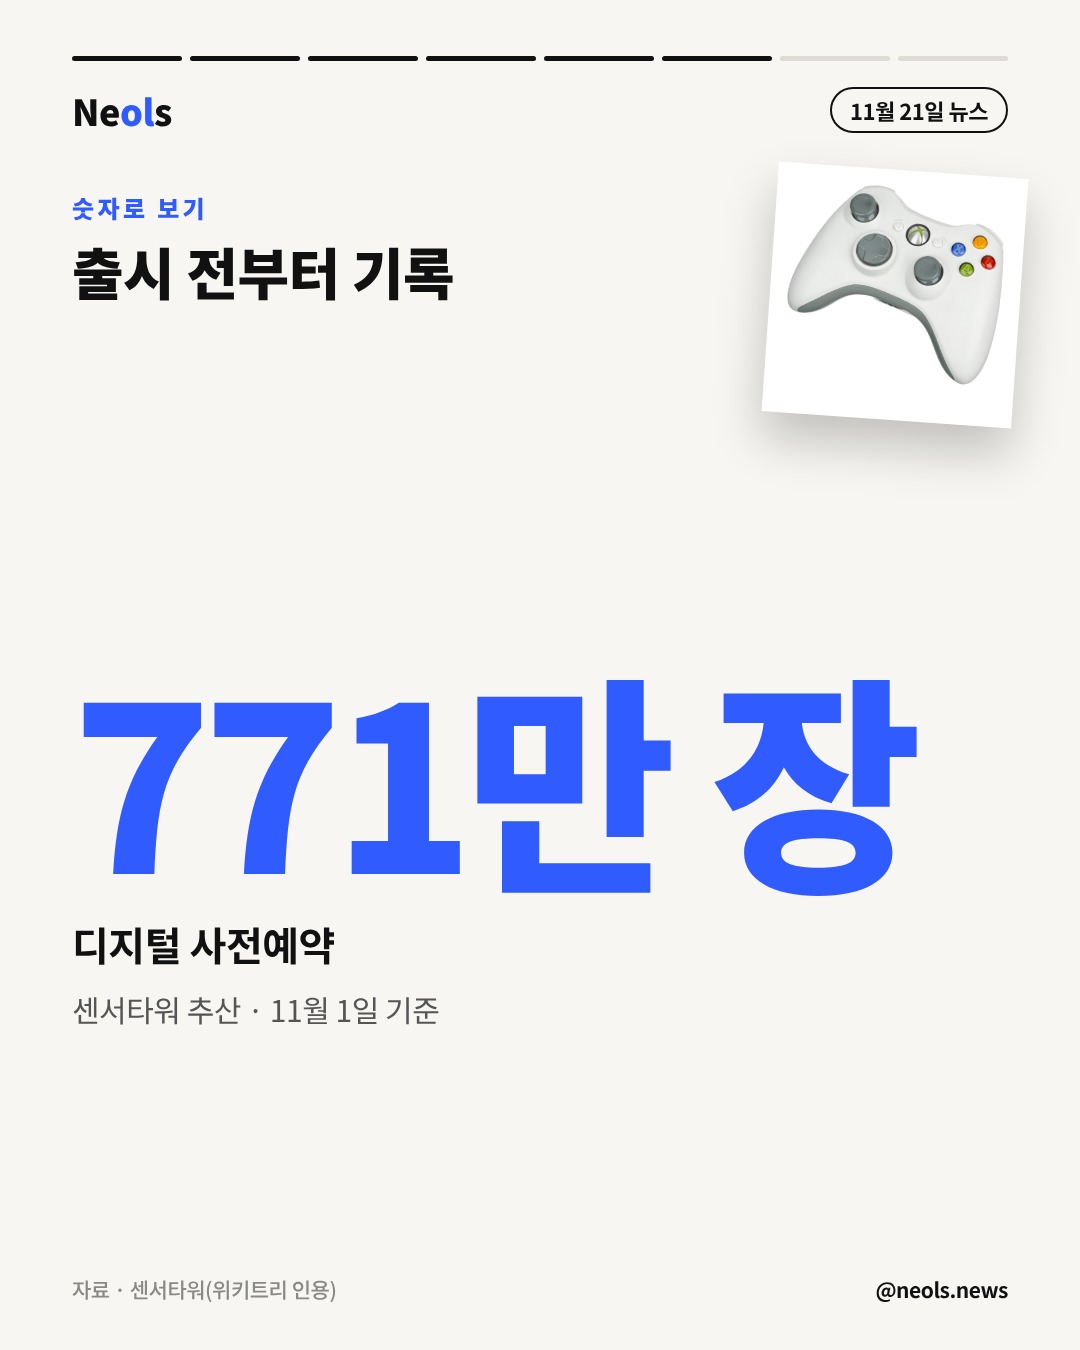 Neols
11월 21일 뉴스
숫자로 보기
출시 전부터 기록
771만 장
디지털 사전예약
센서타워 추산 · 11월 1일 기준
자료 · 센서타워(위키트리 인용)
@neols.news